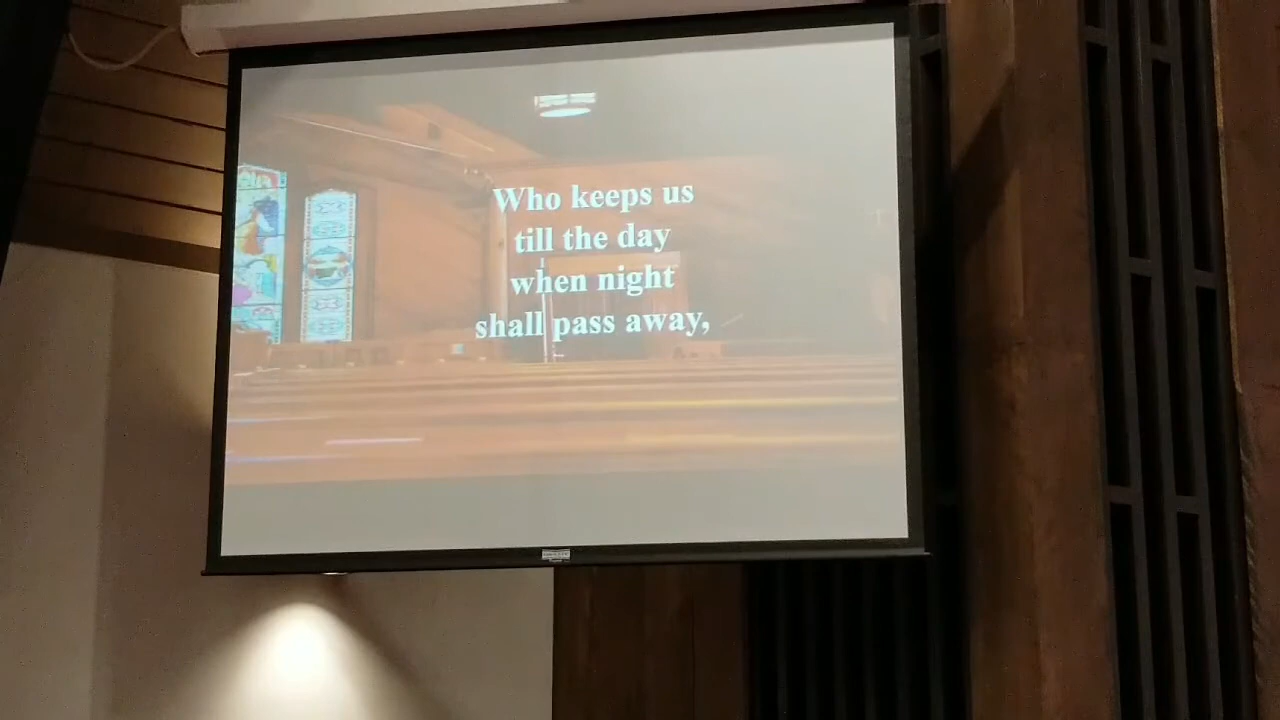 Who keeps us
till the day
when night
shall pass away,